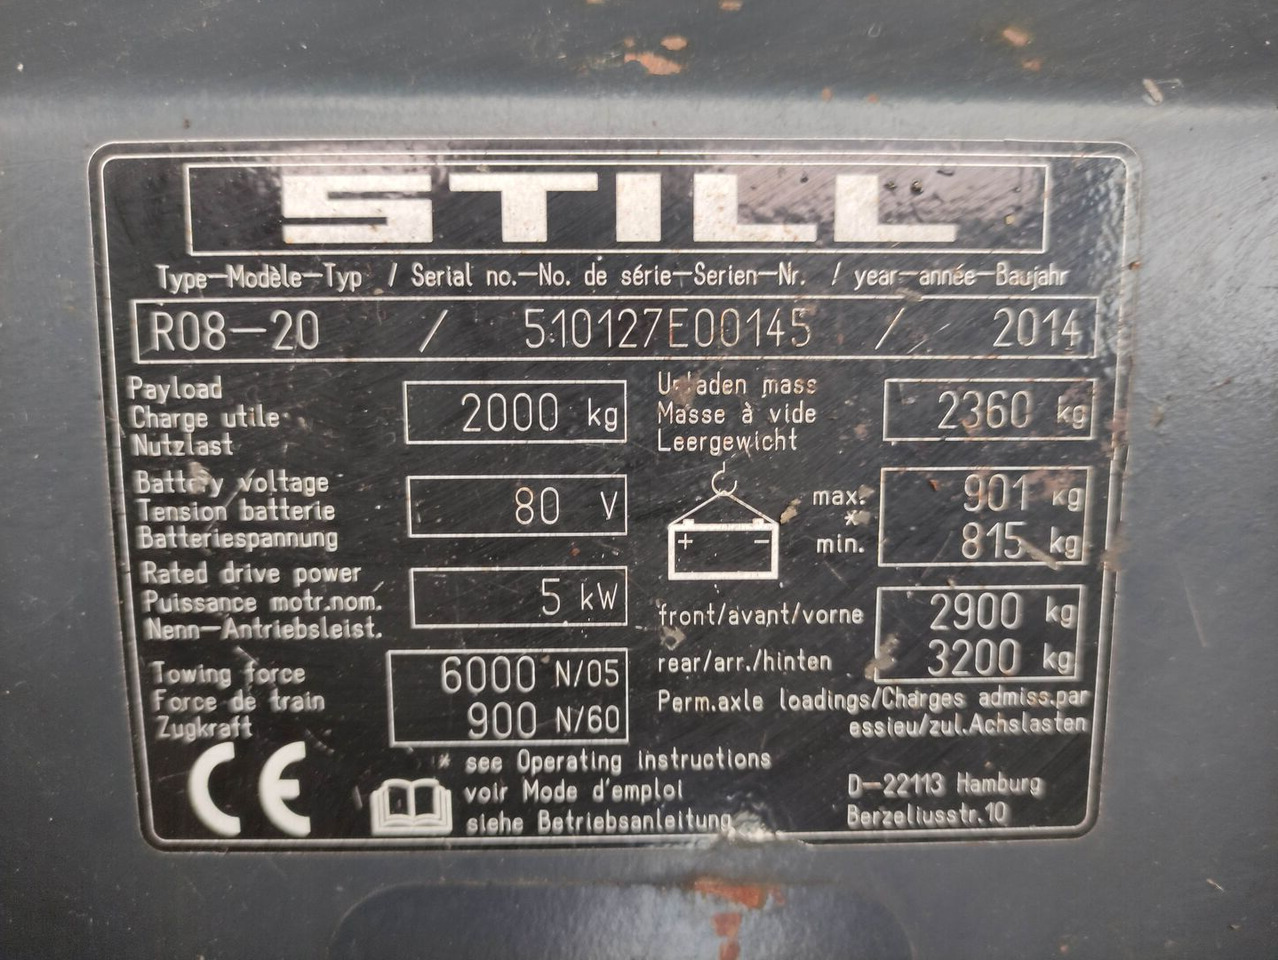 STILL
Type-Modèle-Typ / Serial no.-No. de série-Serien-Nr. / year-année-Baujahr
R08-20 / 510127E00145 / 2014
Payload
Charge utile
Nutzlast
2000 kg
Unladen mass
Masse à vide
Leergewicht
2360 kg
Battery voltage
Tension batterie
Batteriespannung
80 V
+ -
max. 901 kg
*
min. 815 kg
Rated drive power
Puissance motr.nom.
Nenn-Antriebsleist.
5 kW
front/avant/vorne 2900 kg
rear/arr./hinten 3200 kg
Perm.axle loadings/Charges admiss.par
essieu/zul.Achslasten
Towing force
Force de train
Zugkraft
6000 N/05
900 N/60
CE
* see Operating instructions
voir Mode d'emploi
siehe Betriebsanleitung
D-22113 Hamburg
Berzeliusstr.10